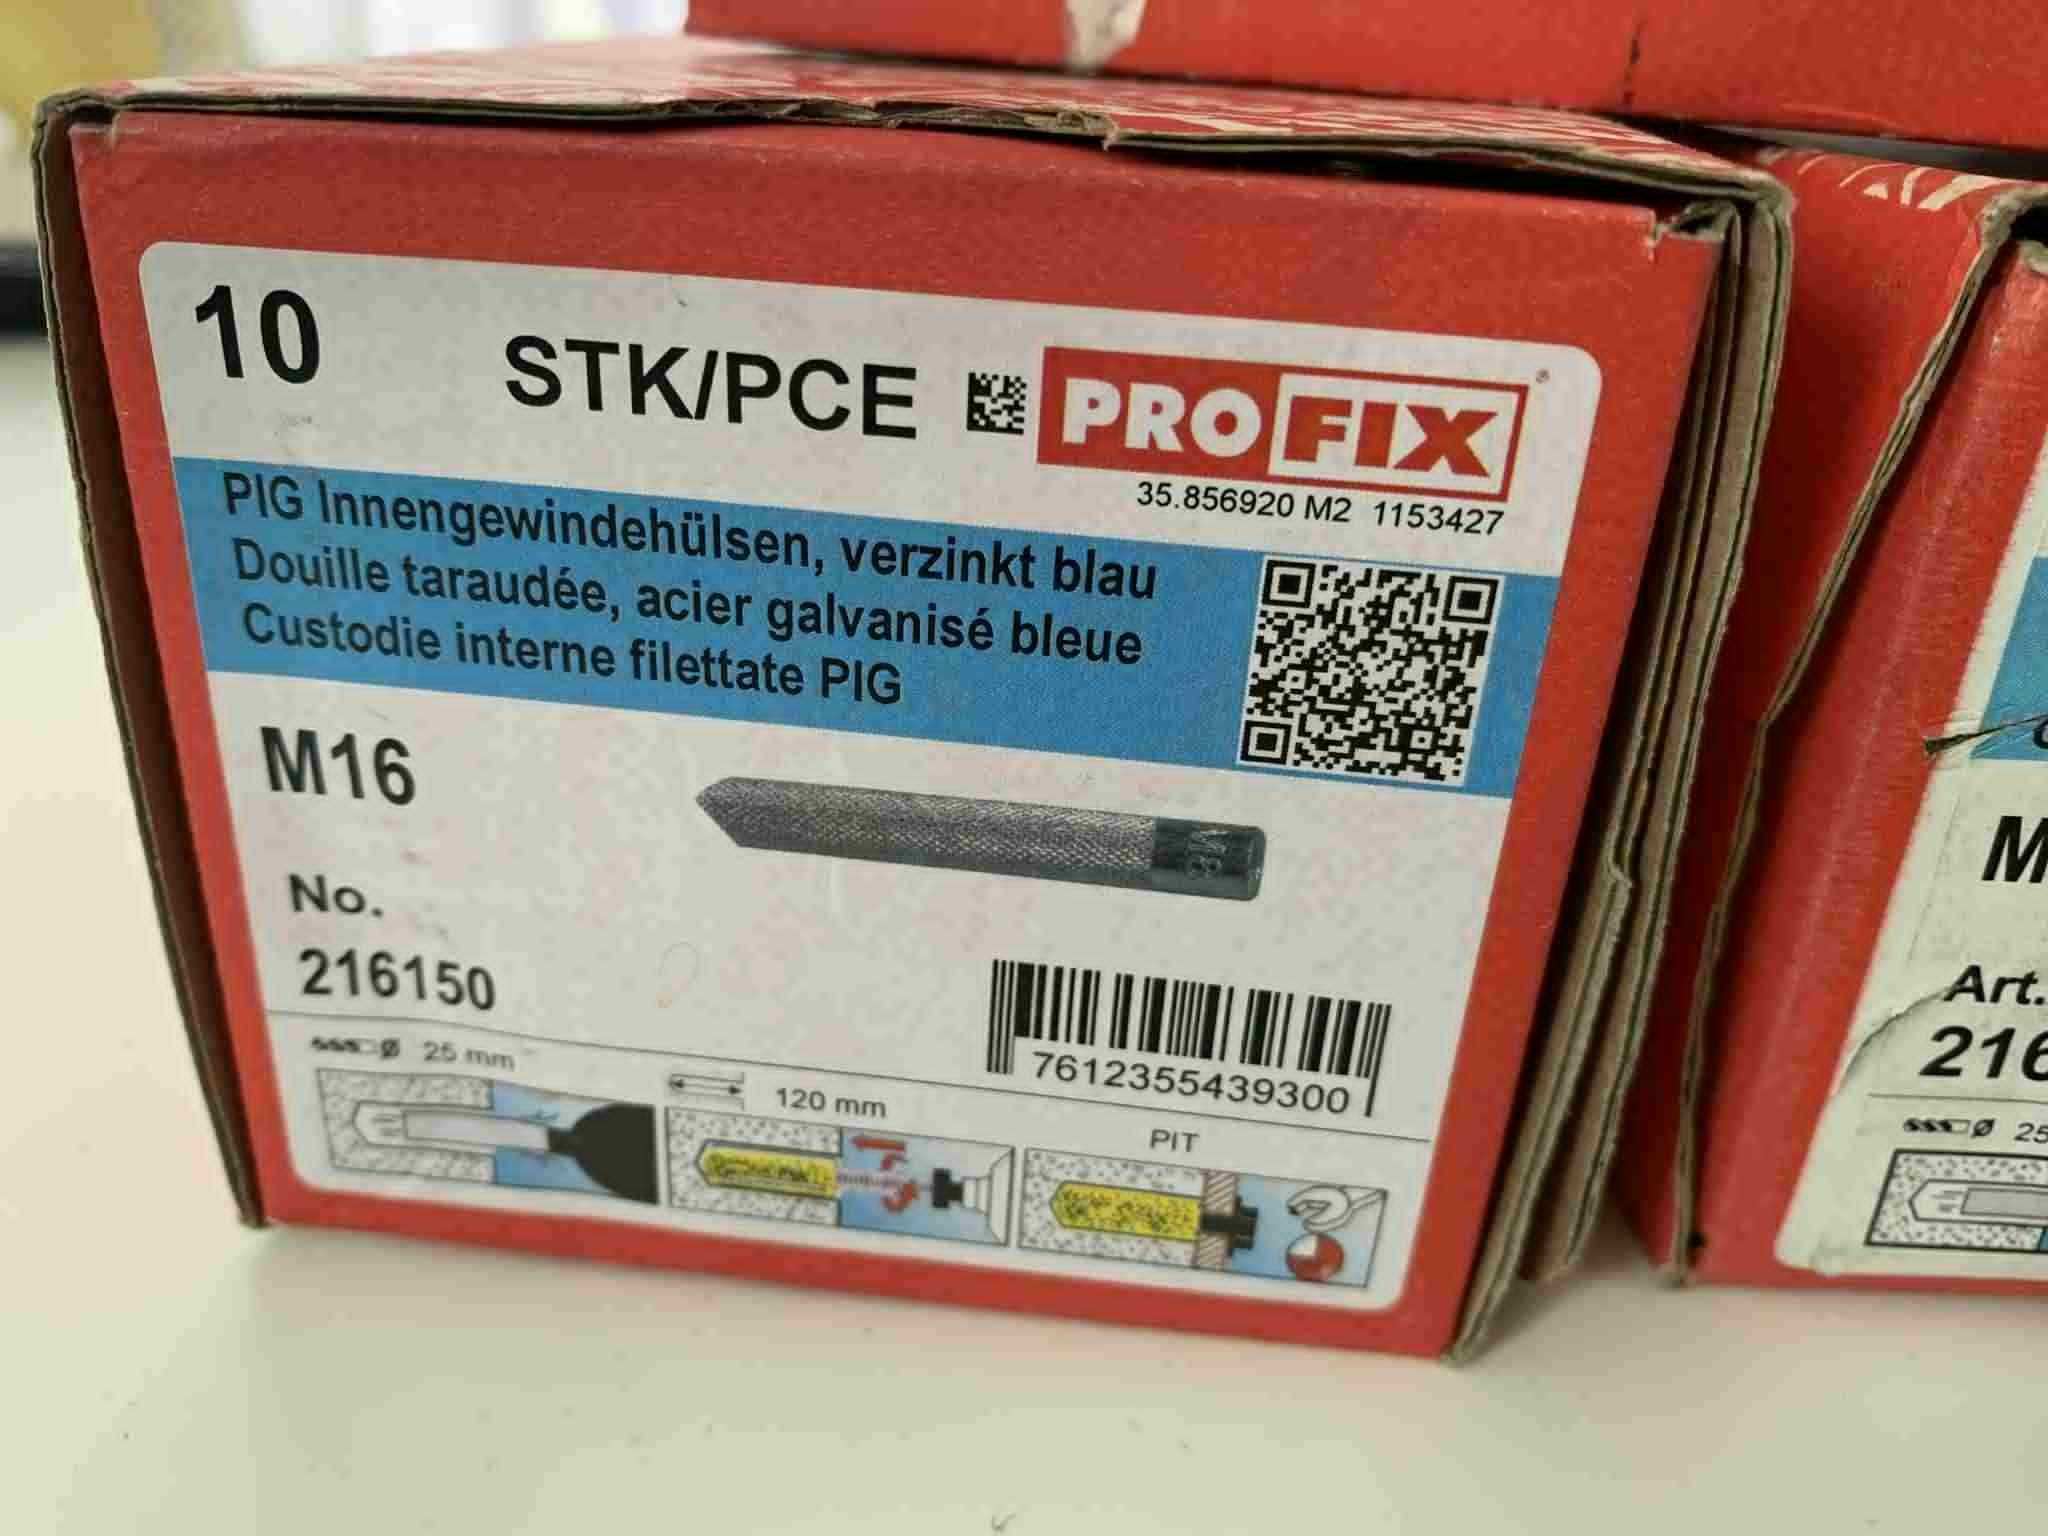 10 STK/PCE PROFIX®
35.856920 M2 1153427
PIG Innengewindehülsen, verzinkt blau
Douille taraudée, acier galvanisé bleue
Custodie interne filettate PIG
M16
No.
216150
7612355439300
Ø 25 mm
120 mm
PIT
M
Art.
216
Ø 25